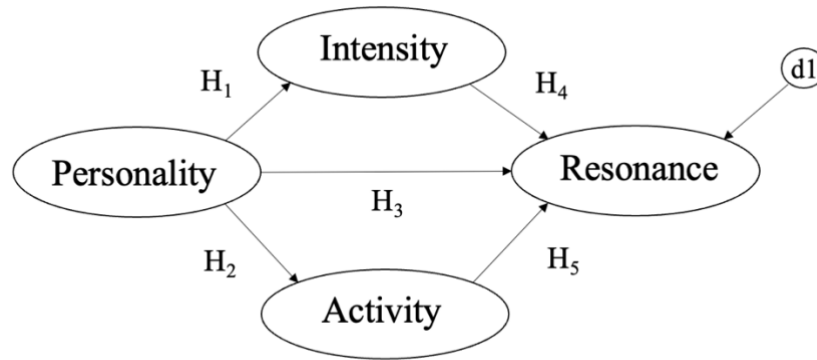 Intensity
d1
H₁
H₄
Personality
Resonance
H₃
H₂
H₅
Activity